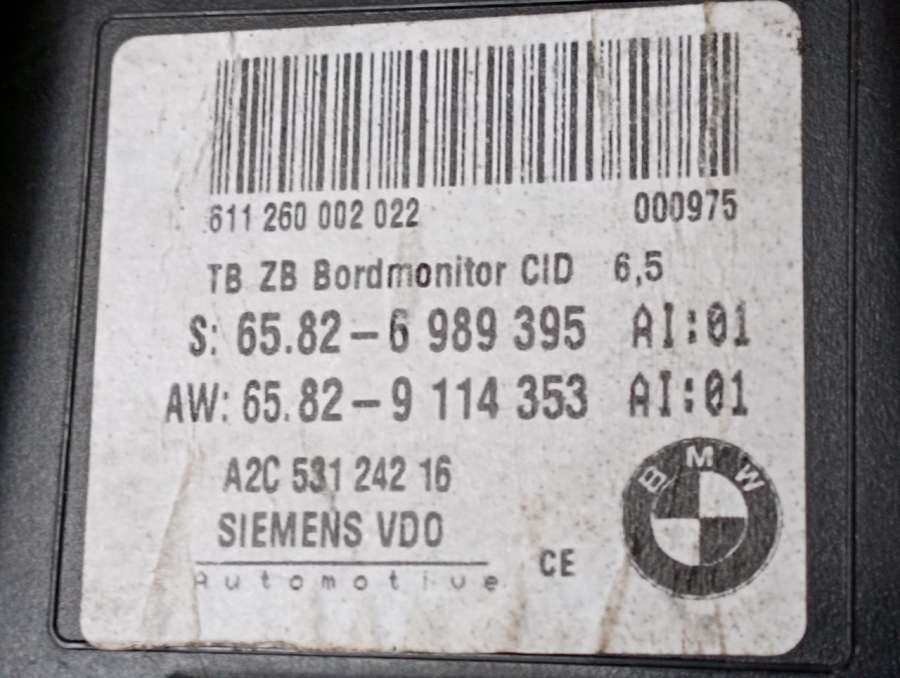 611 260 002 022 000975
TB ZB Bordmonitor CID 6,5
S: 65.82-6 989 395 AI:01
AW: 65.82-9 114 353 AI:01
A2C 531 242 16
SIEMENS VDO
Automotive
CE
BMW